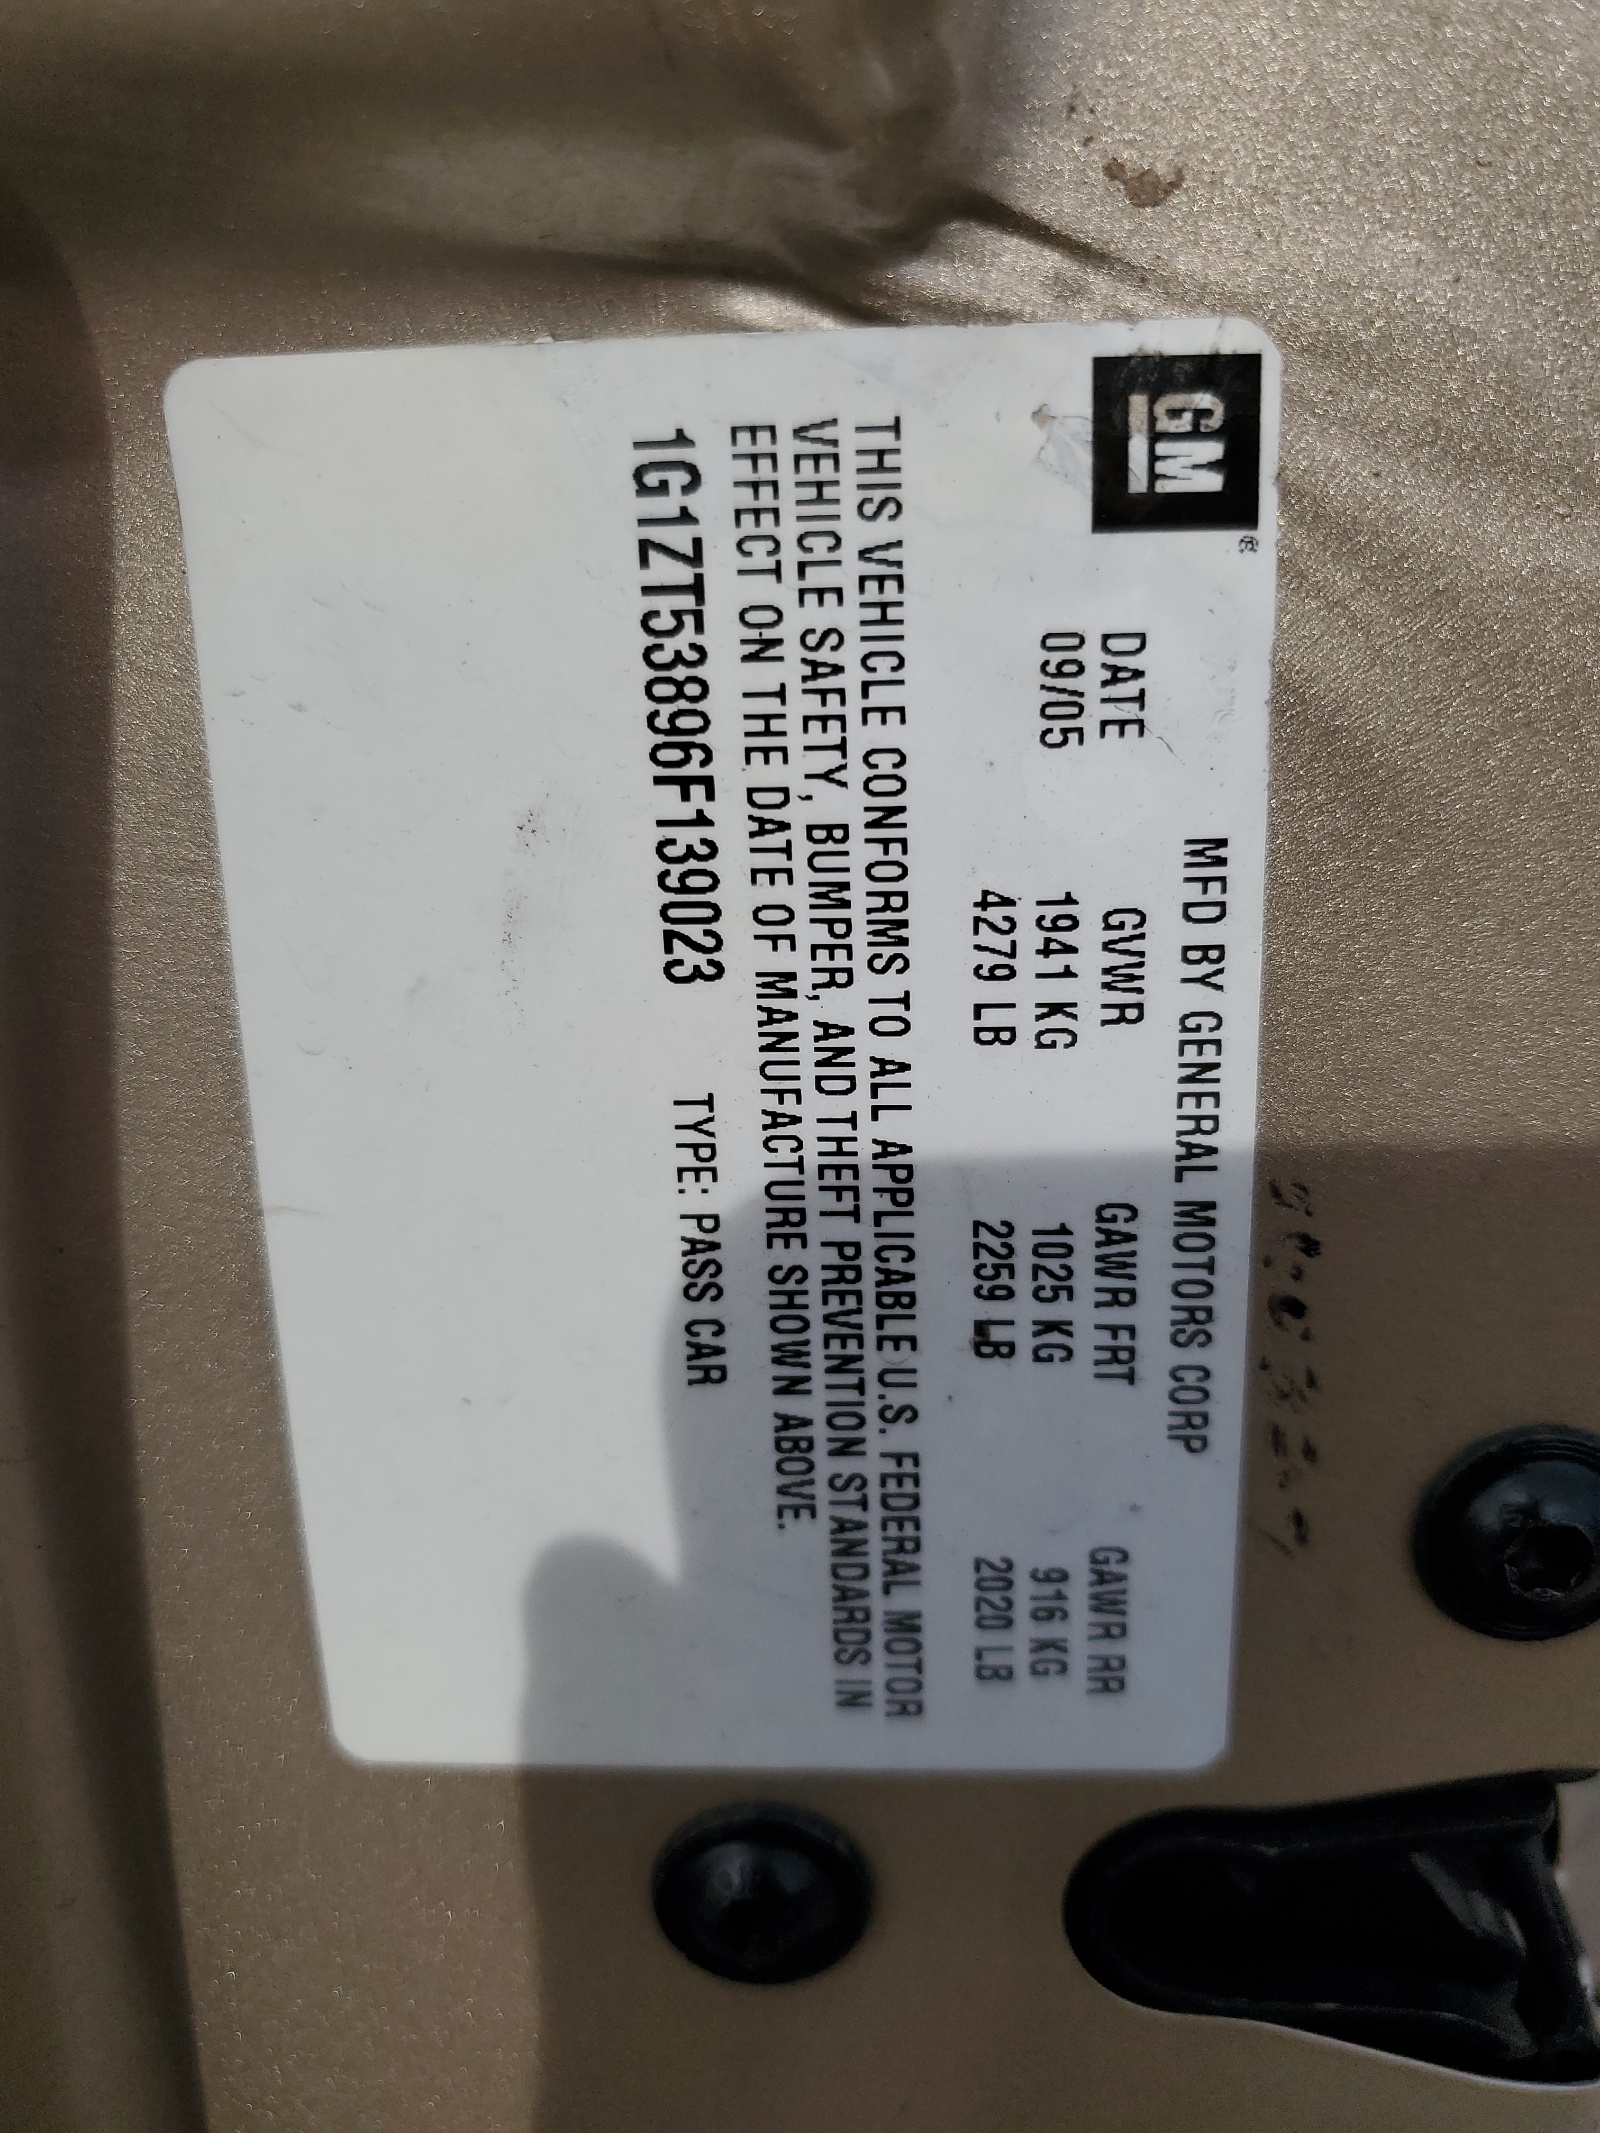 GM®
MFD BY GENERAL MOTORS CORP
DATE GVWR GAWR FRT GAWR RR
09/05 1941 KG 1025 KG 916 KG
4279 LB 2259 LB 2020 LB
THIS VEHICLE CONFORMS TO ALL APPLICABLE U.S. FEDERAL MOTOR
VEHICLE SAFETY, BUMPER, AND THEFT PREVENTION STANDARDS IN
EFFECT ON THE DATE OF MANUFACTURE SHOWN ABOVE.
1G1ZT53896F139023 TYPE: PASS CAR